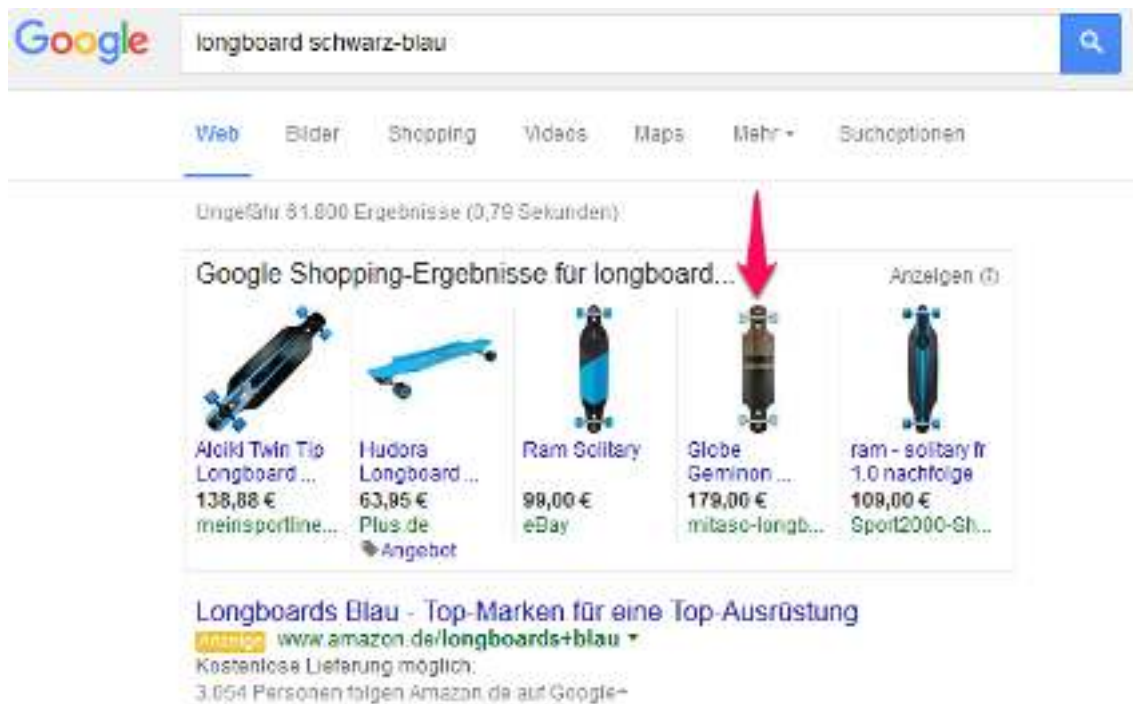 Google
longboard schwarz-blau
Web Bilder Shopping Videos Maps Mehr Suchoptionen
Ungefähr 81.800 Ergebnisse (0,79 Sekunden)
Google Shopping-Ergebnisse für longboard... Anzeigen
Aloiki Twin Tip
Longboard ...
138,88 €
meinsportline...
Hudora
Longboard ...
63,95 €
Plus.de
Angebot
Ram Solitary
99,00 €
eBay
Globe
Geminon ...
179,00 €
mitaso-longb...
ram - solitary fr
1.0 nachfolge
109,00 €
Sport2000-Sh...
Longboards Blau - Top-Marken für eine Top-Ausrüstung
Anzeige www.amazon.de/longboards+blau
Kostenlose Lieferung möglich.
3.054 Personen folgen Amazon.de auf Google+